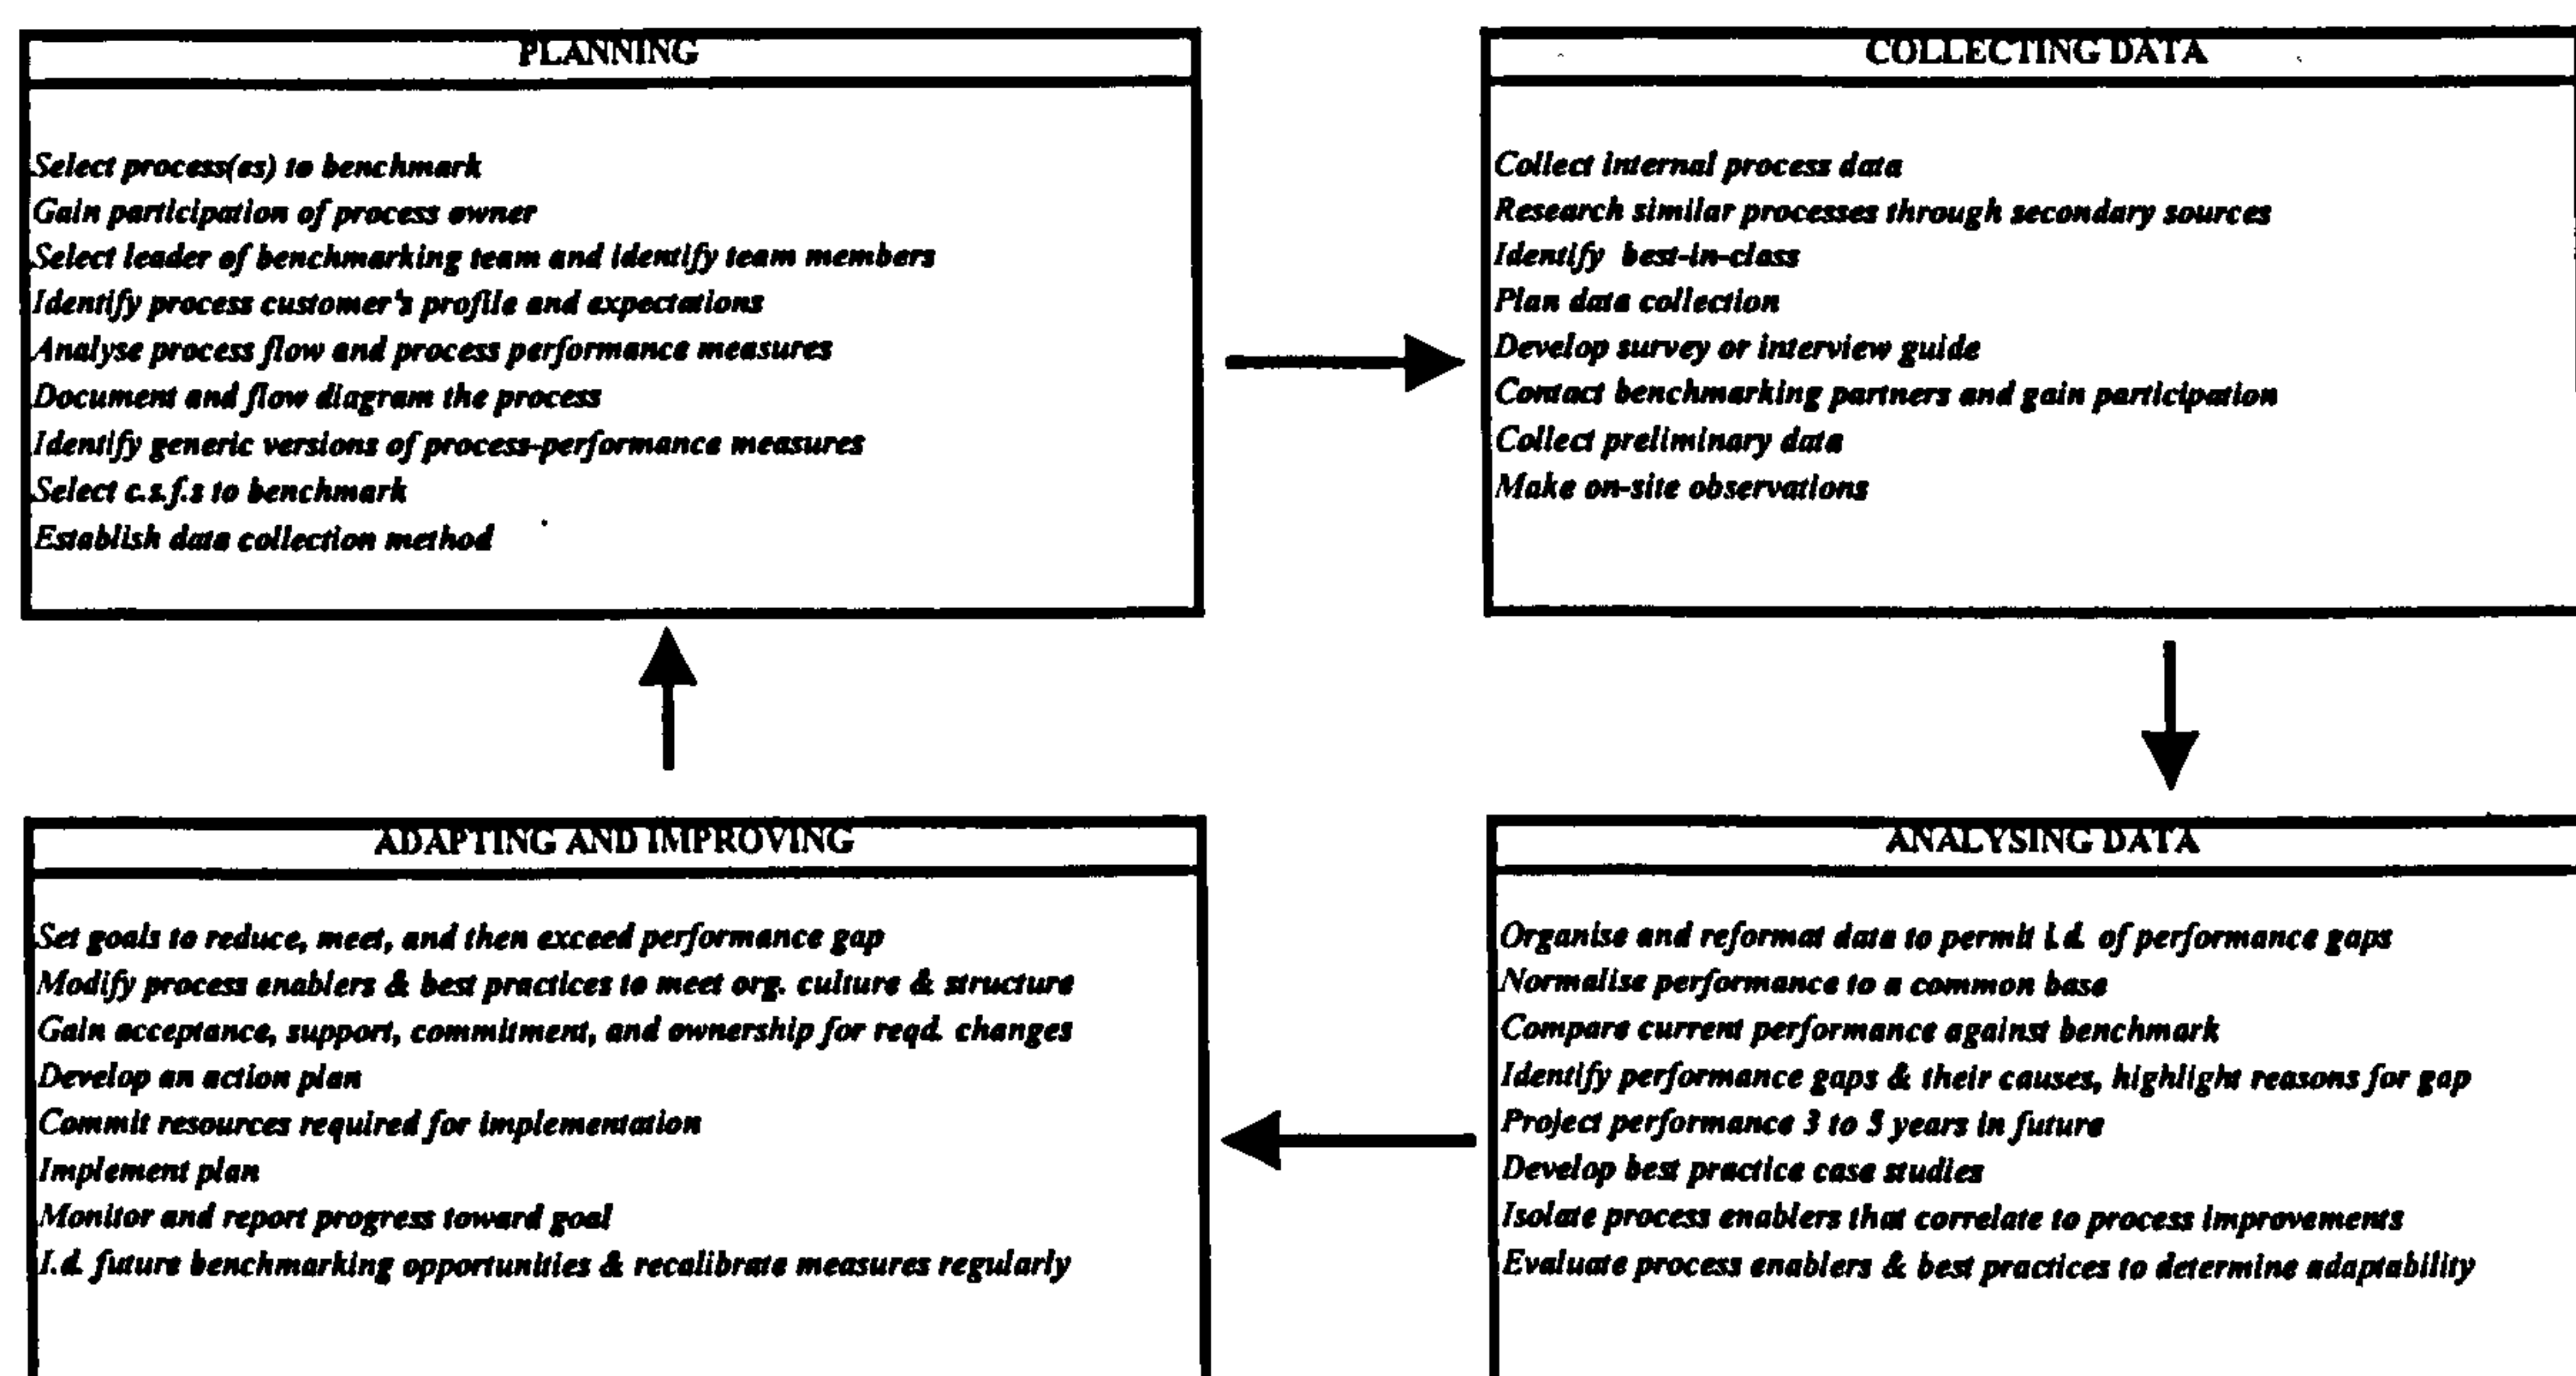 PLANNING
Select process(es) to benchmark
Gain participation of process owner
Select leader of benchmarking team and identify team members
Identify process customer's profile and expectations
Analyse process flow and process performance measures
Document and flow diagram the process
Identify generic versions of process-performance measures
Select c.s.f.s to benchmark
Establish data collection method
COLLECTING DATA
Collect internal process data
Research similar processes through secondary sources
Identify best-in-class
Plan data collection
Develop survey or interview guide
Contact benchmarking partners and gain participation
Collect preliminary data
Make on-site observations
ADAPTING AND IMPROVING
Set goals to reduce, meet, and then exceed performance gap
Modify process enablers & best practices to meet org. culture & structure
Gain acceptance, support, commitment, and ownership for reqd. changes
Develop an action plan
Commit resources required for implementation
Implement plan
Monitor and report progress toward goal
I.d. future benchmarking opportunities & recalibrate measures regularly
ANALYSING DATA
Organise and reformat data to permit i.d. of performance gaps
Normalise performance to a common base
Compare current performance against benchmark
Identify performance gaps & their causes, highlight reasons for gap
Project performance 3 to 5 years in future
Develop best practice case studies
Isolate process enablers that correlate to process improvements
Evaluate process enablers & best practices to determine adaptability